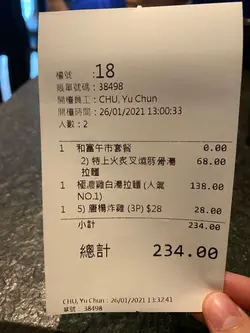 檯號 :18
賬單號碼 : 38498
開檯員工 : CHU, Yu Chun
開檯時間 : 26/01/2021 13:00:33
人數 : 2
1 和富午市套餐 0.00
2) 特上火炙叉燒豚骨湯 68.00
拉麵
1 極濃雞白湯拉麵 (人氣 138.00
NO.1)
1 5) 唐楊炸雞 (3P) $28 28.00
小計 234.00
總計 234.00
CHU, Yu Chun : 26/01/2021 13:32:41
單號 : 38498